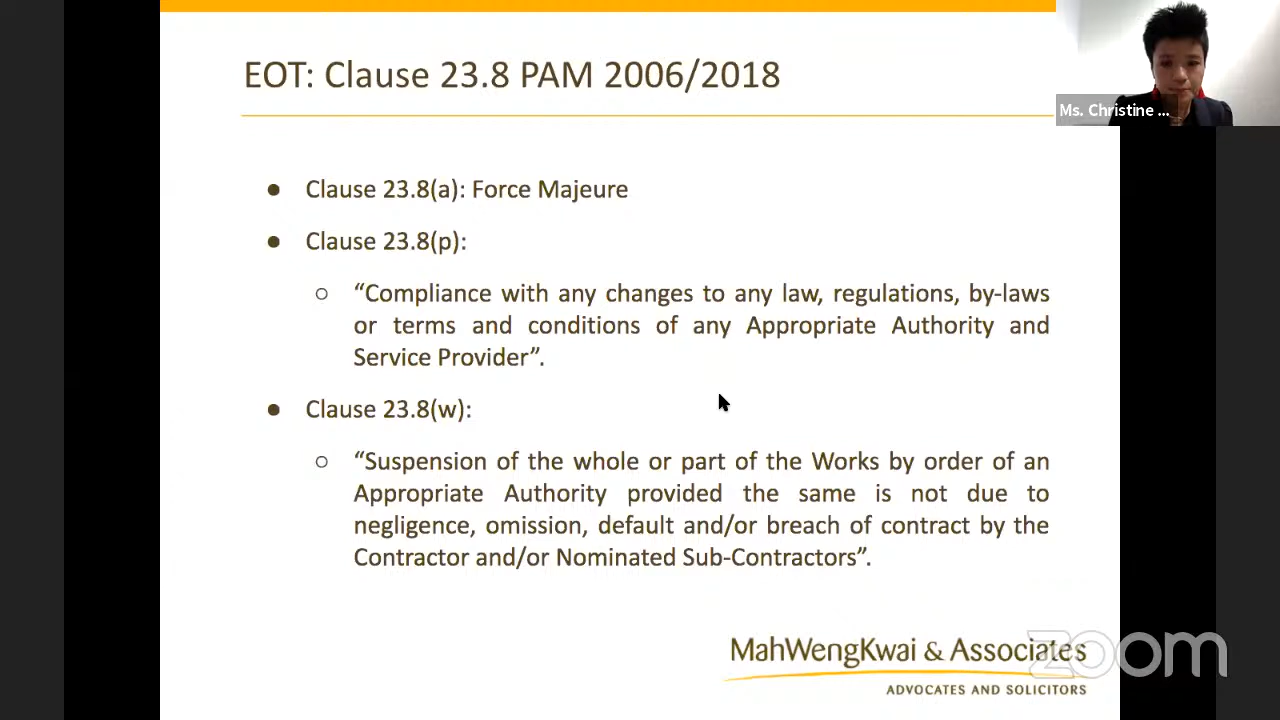 EOT: Clause 23.8 PAM 2006/2018
Ms. Christine ...
● Clause 23.8(a): Force Majeure
● Clause 23.8(p):
○ “Compliance with any changes to any law, regulations, by-laws
or terms and conditions of any Appropriate Authority and
Service Provider”.
● Clause 23.8(w):
○ “Suspension of the whole or part of the Works by order of an
Appropriate Authority provided the same is not due to
negligence, omission, default and/or breach of contract by the
Contractor and/or Nominated Sub-Contractors”.
MahWengKwai & Associates
zoom
ADVOCATES AND SOLICITORS